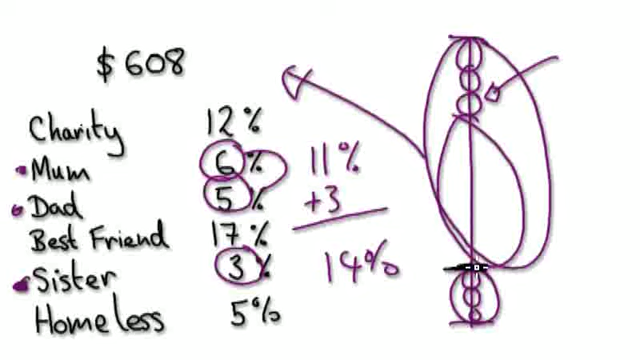 $ 608
Charity 12%
Mum 6%
Dad 5%
Best Friend 17%
Sister 3%
Homeless 5%
11%
+3
14%